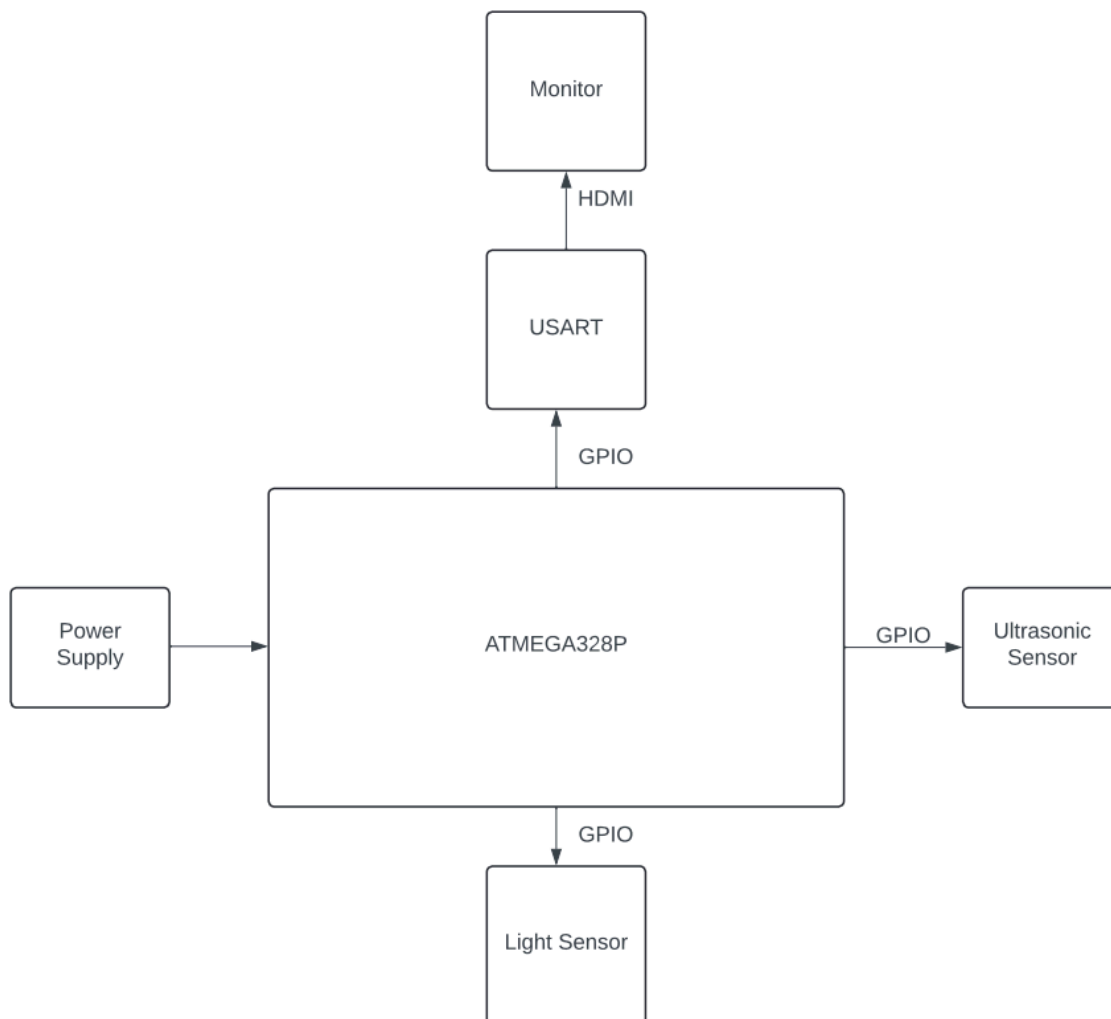 Monitor
HDMI
USART
GPIO
Power
Supply
ATMEGA328P
GPIO
Ultrasonic
Sensor
GPIO
Light Sensor